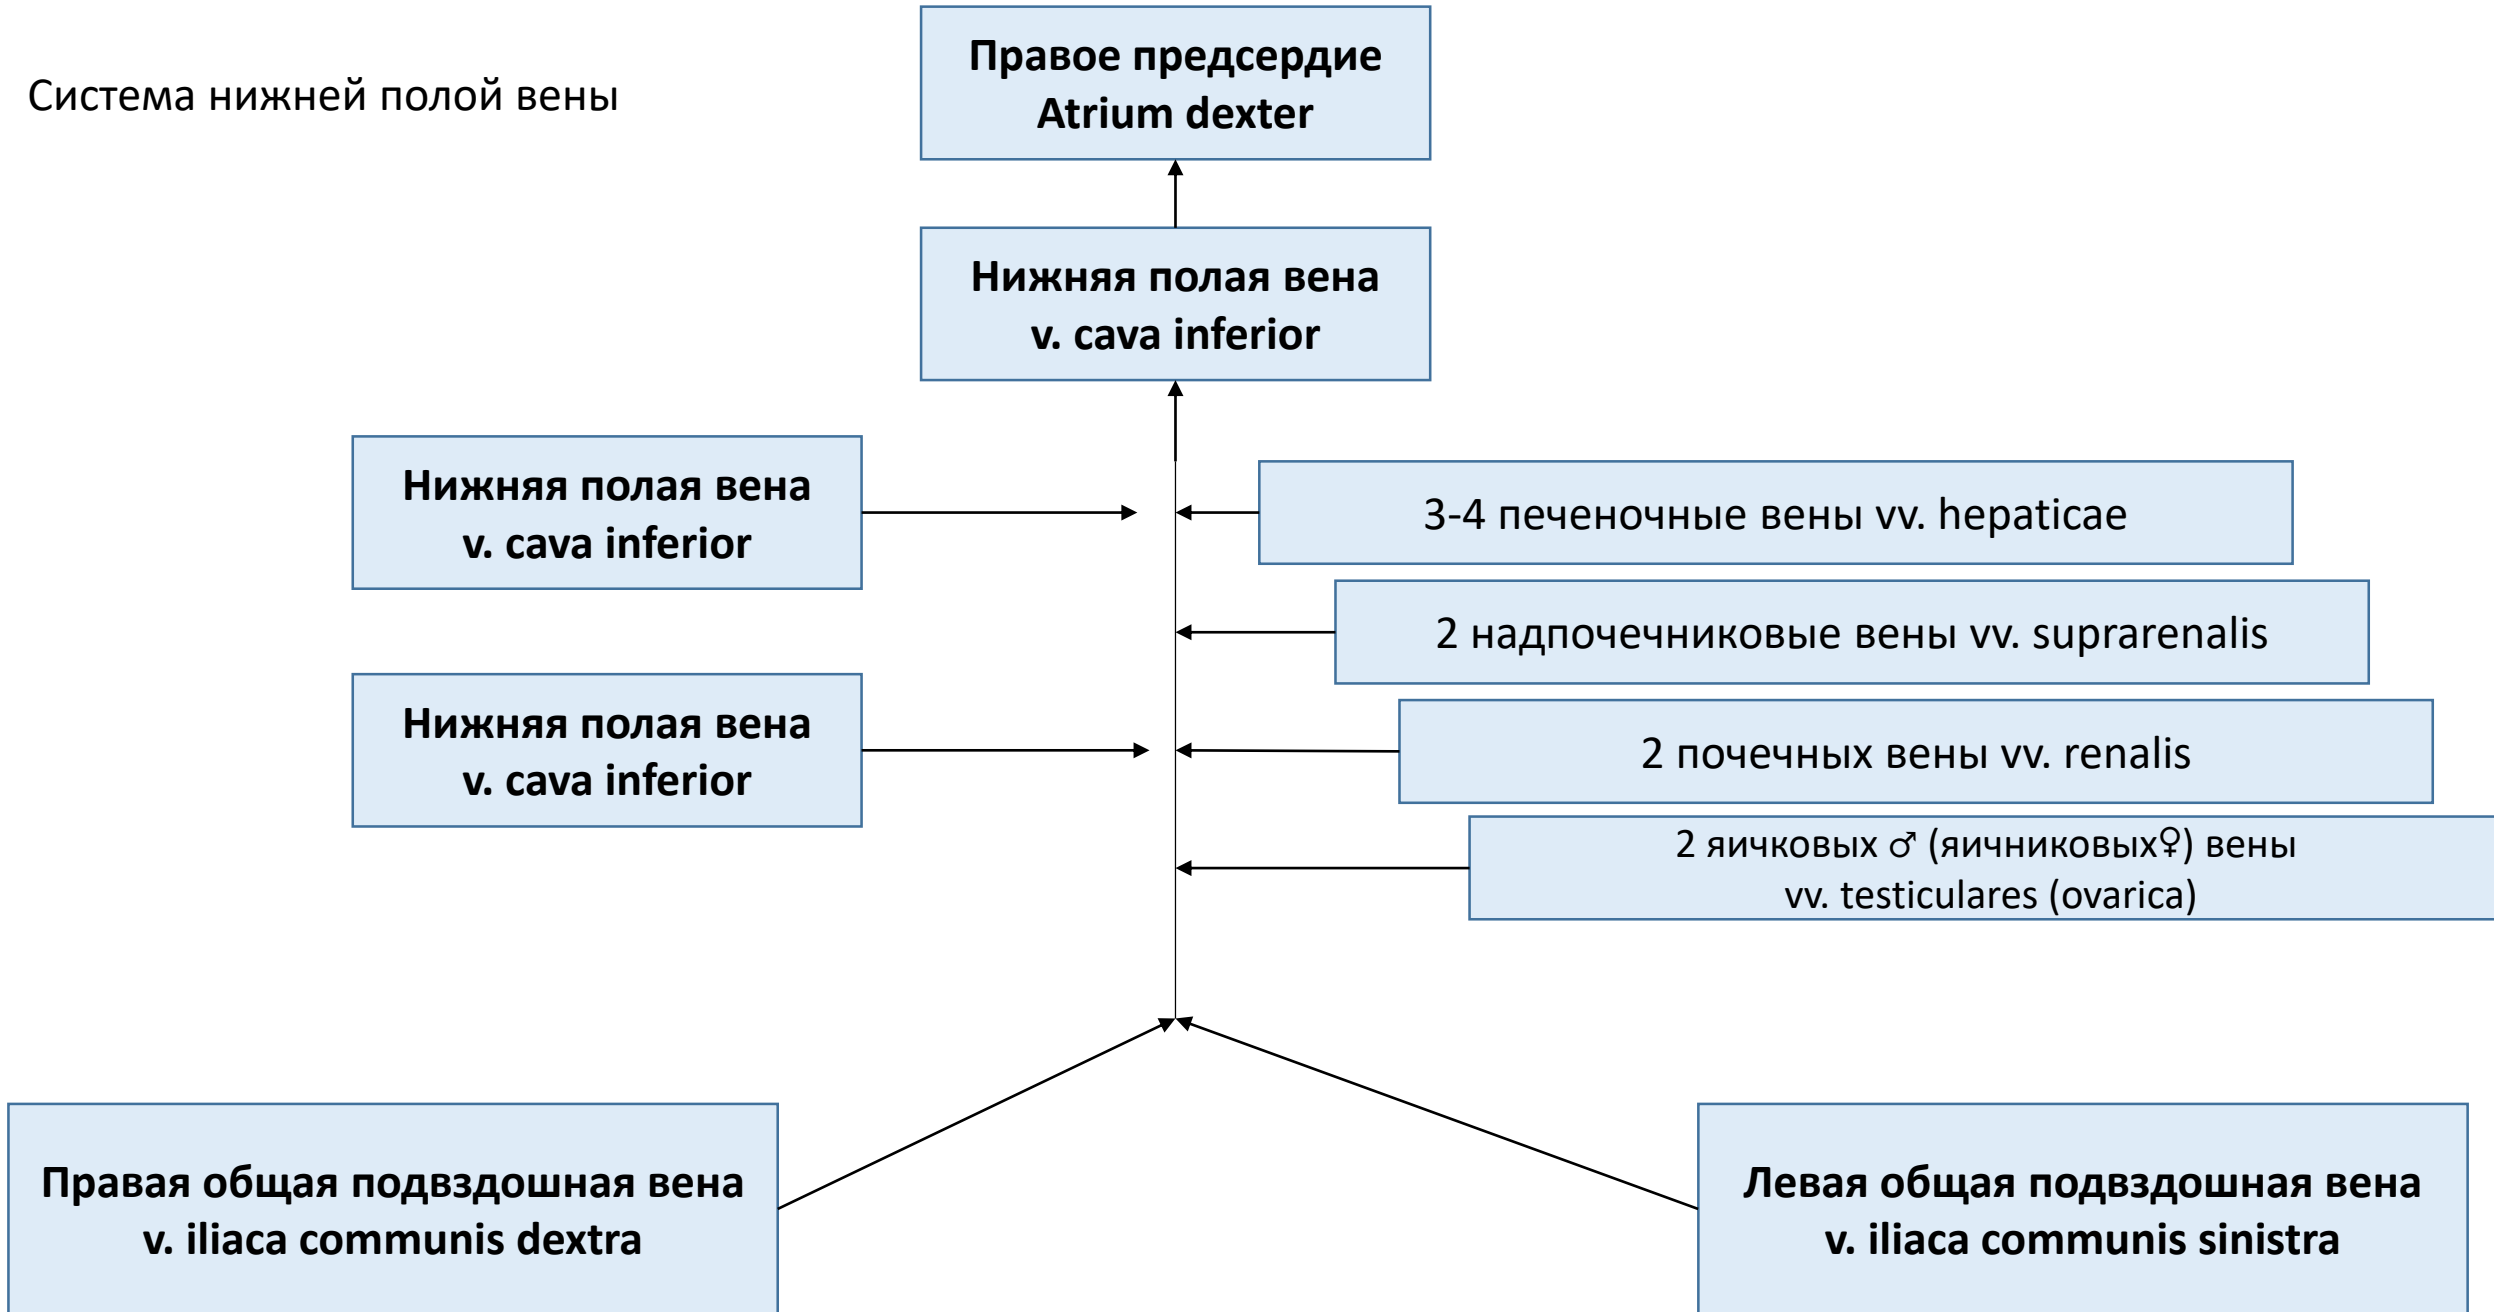 Система нижней полой вены
Правое предсердие
Atrium dexter
Нижняя полая вена
v. cava inferior
Нижняя полая вена
v. cava inferior
3-4 печеночные вены vv. hepaticae
2 надпочечниковые вены vv. suprarenalis
Нижняя полая вена
v. cava inferior
2 почечных вены vv. renalis
2 яичковых ♂ (яичниковых♀) вены
vv. testiculares (ovarica)
Правая общая подвздошная вена
v. iliaca communis dextra
Левая общая подвздошная вена
v. iliaca communis sinistra